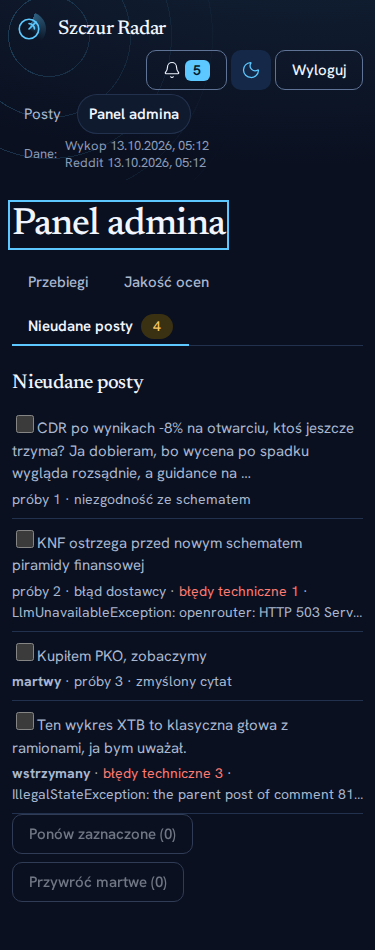 Szczur Radar
5
Wyloguj
Posty
Panel admina
Dane:
Wykop 13.10.2026, 05:12
Reddit 13.10.2026, 05:12
Panel admina
Przebiegi
Jakość ocen
Nieudane posty 4
Nieudane posty
CDR po wynikach -8% na otwarciu, ktoś jeszcze
trzyma? Ja dobieram, bo wycena po spadku
wygląda rozsądnie, a guidance na ...
próby 1 · niezgodność ze schematem
KNF ostrzega przed nowym schematem
piramidy finansowej
próby 2 · błąd dostawcy · błędy techniczne 1 ·
LlmUnavailableException: openrouter: HTTP 503 Serv...
Kupiłem PKO, zobaczymy
martwy · próby 3 · zmyślony cytat
Ten wykres XTB to klasyczna głowa z
ramionami, ja bym uważał.
wstrzymany · błędy techniczne 3 ·
IllegalStateException: the parent post of comment 81...
Ponów zaznaczone (0)
Przywróć martwe (0)